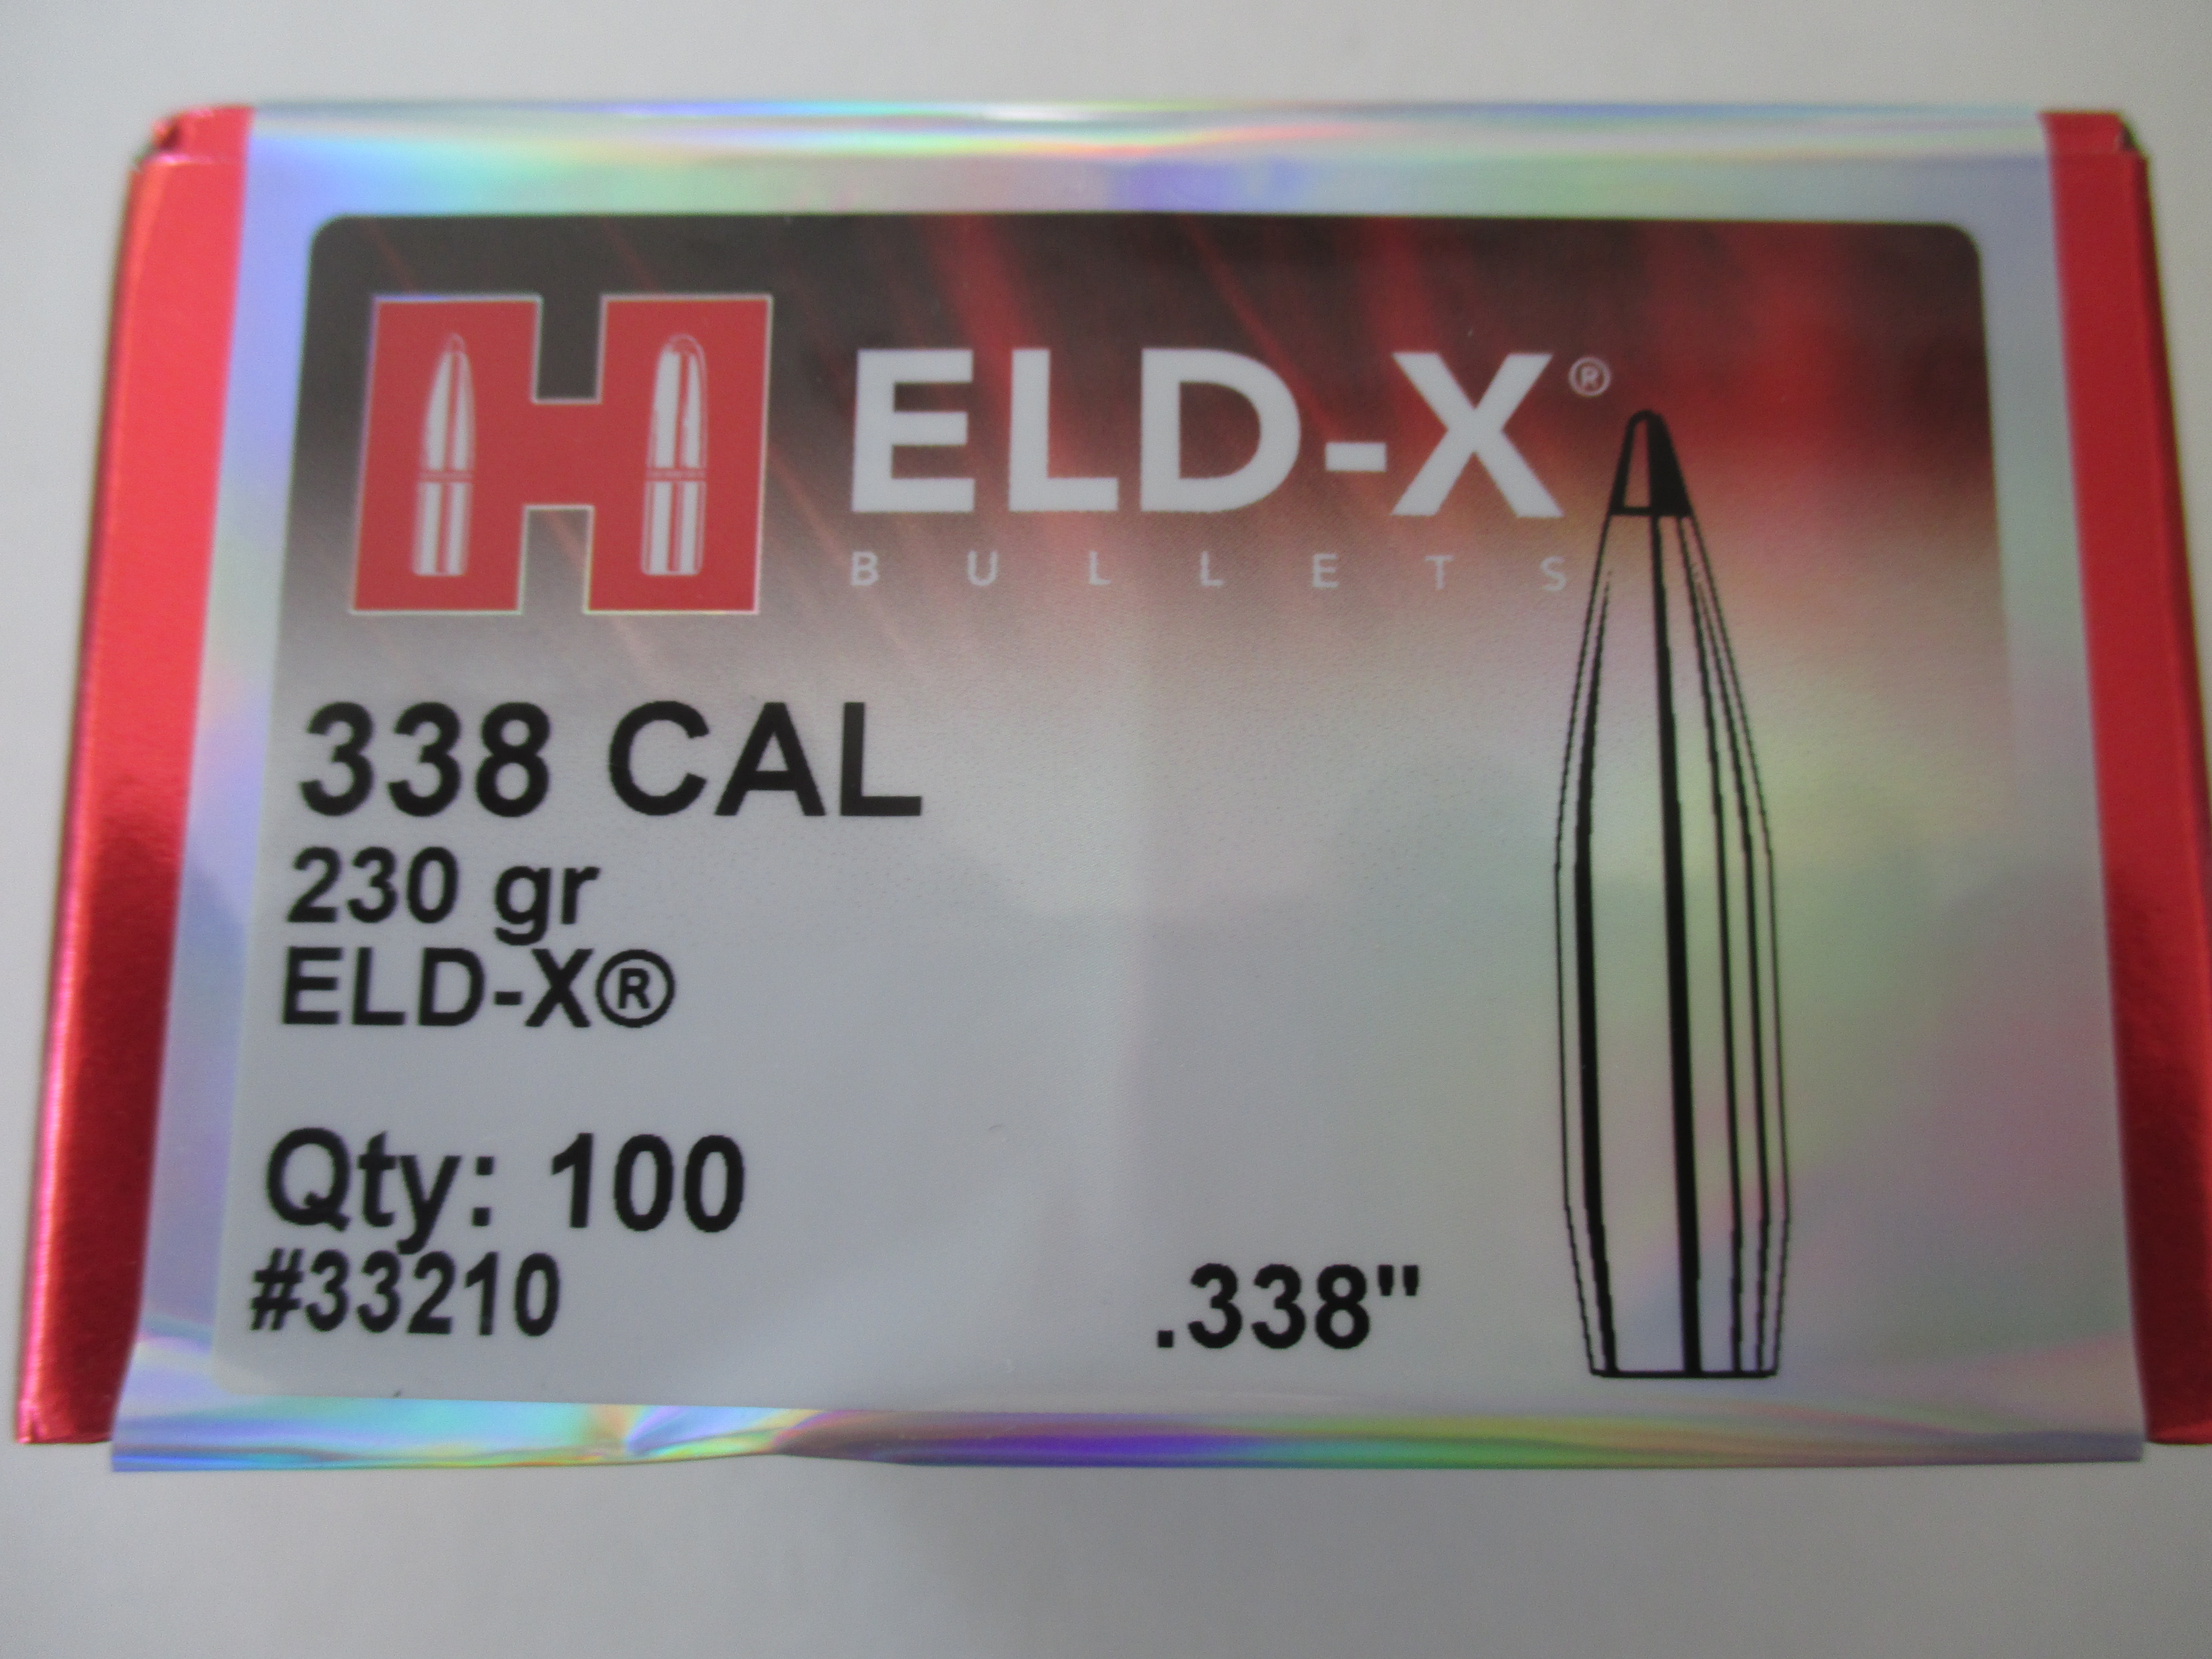 H
ELD-X®
BULLETS
338 CAL
230 gr
ELD-X®
Qty: 100
#33210
.338"